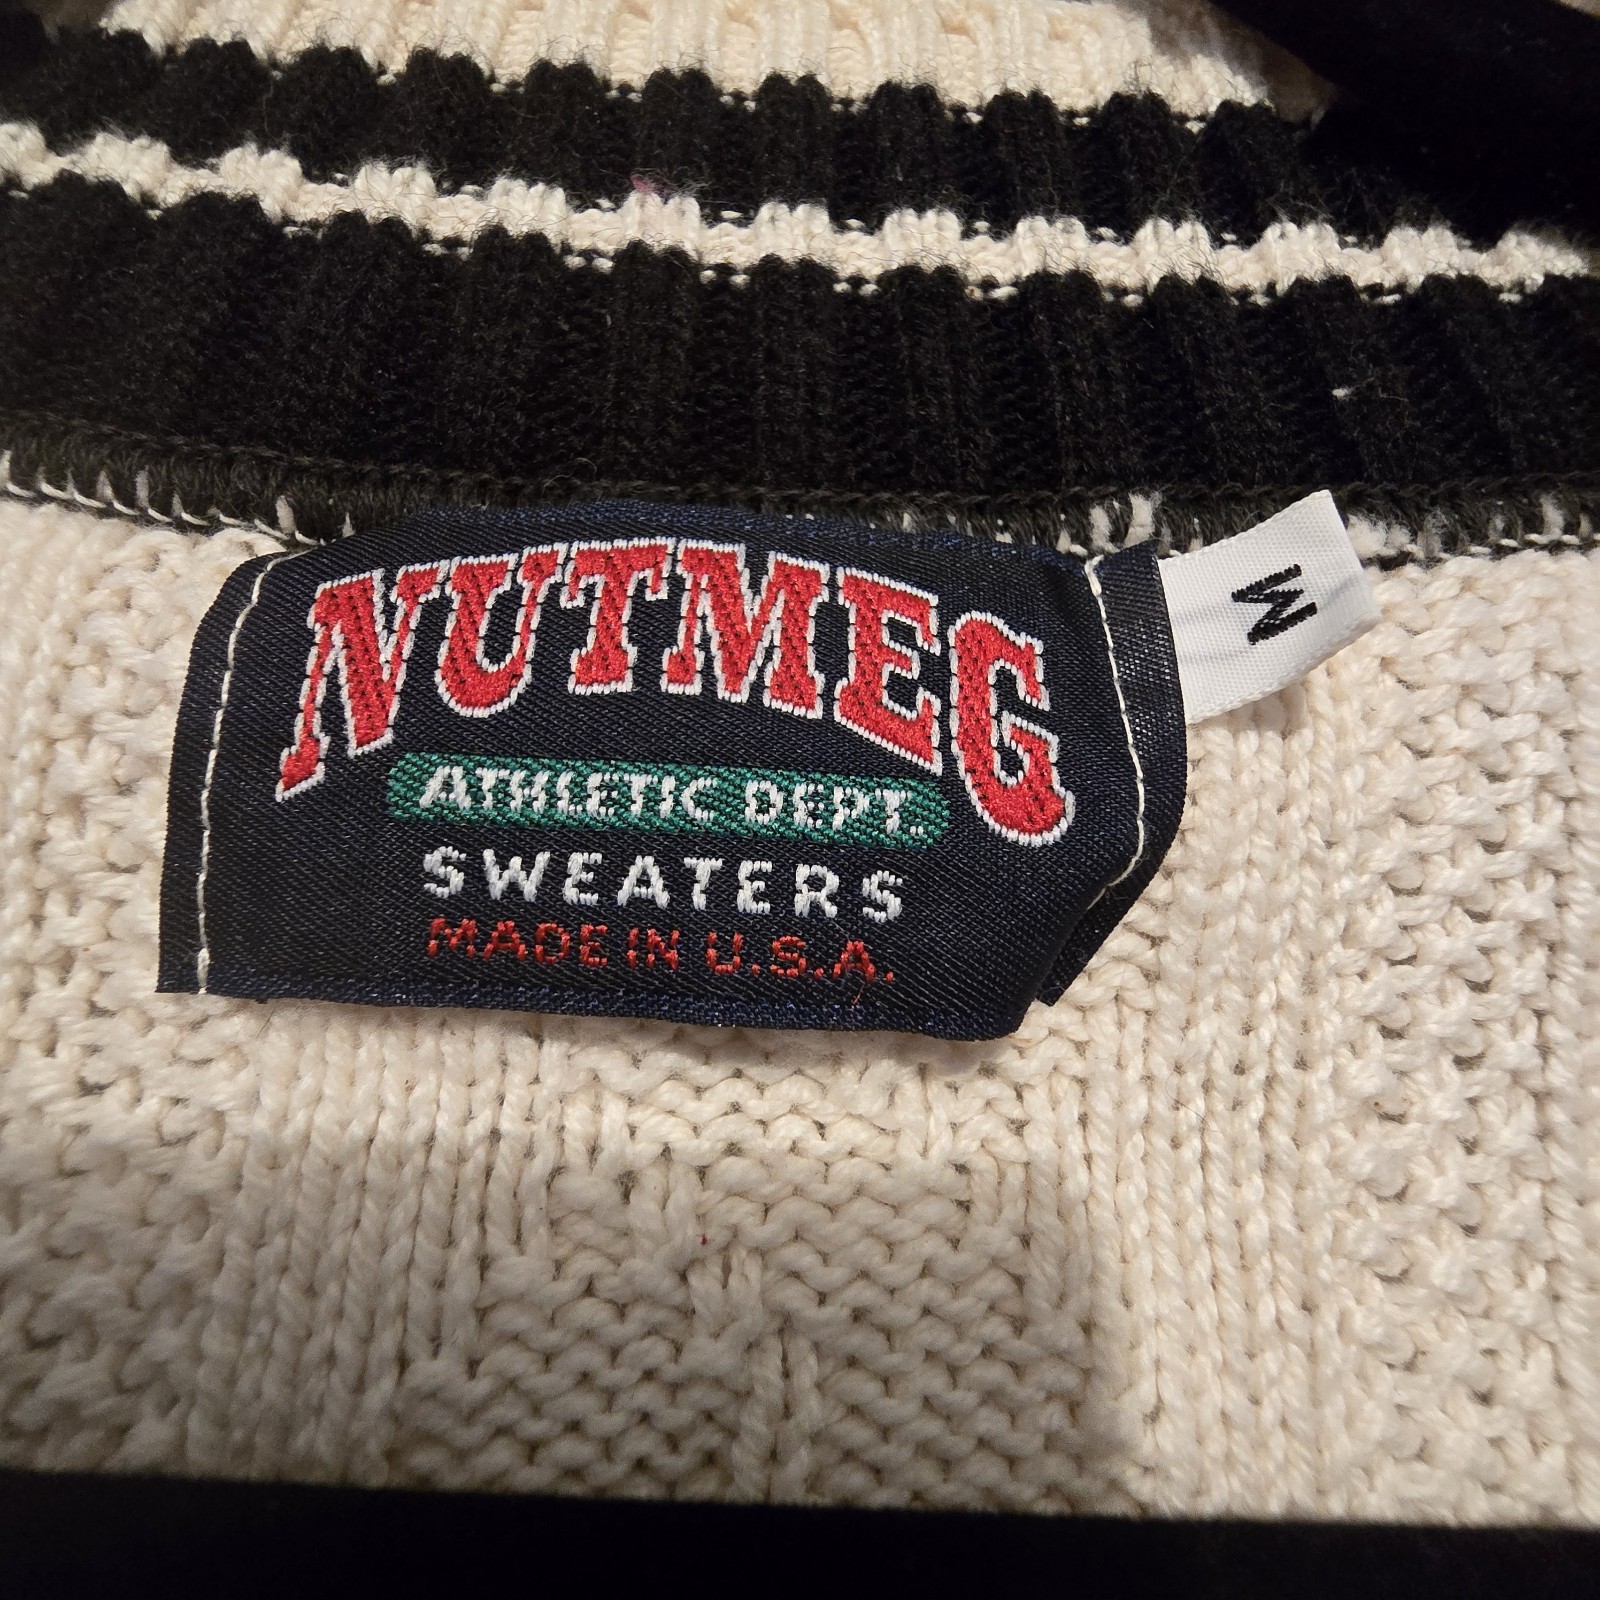 NUTMEG
ATHLETIC DEPT.
SWEATERS
MADE IN U.S.A.
M